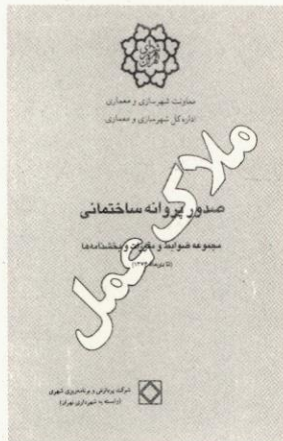 معاونت شهرسازی و معماری
اداره کل شهرسازی و معماری
صدور پروانه ساختمانی
مجموعه ضوابط و مقررات و بخشنامه‌ها
ملاک عمل
شرکت پردازش و برنامه‌ریزی شهری
(وابسته به شهرداری تهران)